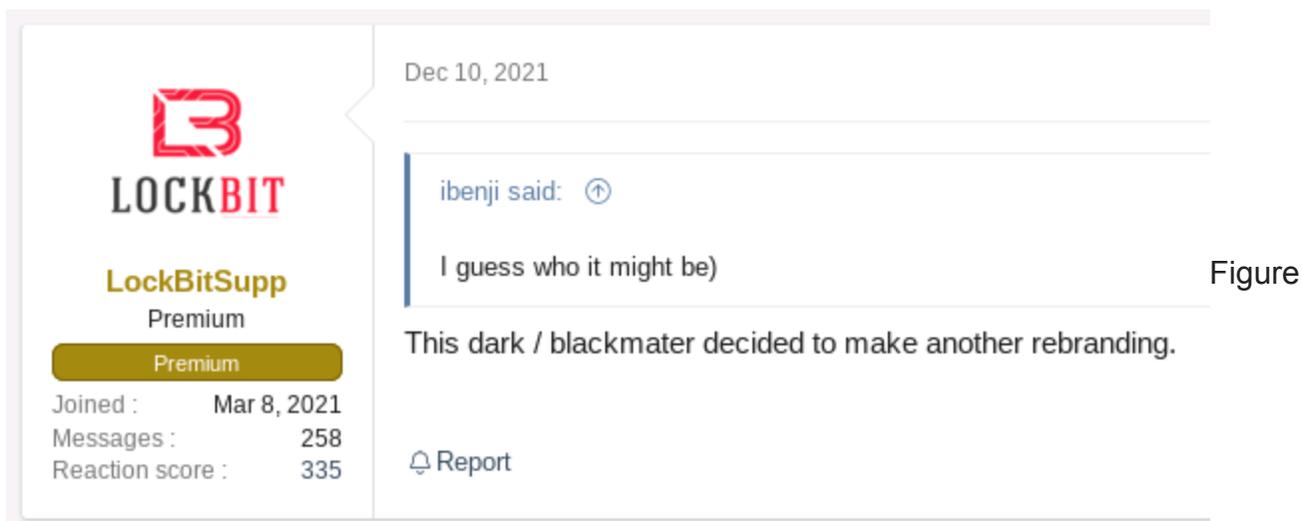 LOCKBIT
LockBitSupp
Premium
Premium
Joined : Mar 8, 2021
Messages : 258
Reaction score : 335
Dec 10, 2021
ibenji said:
I guess who it might be)
This dark / blackmater decided to make another rebranding.
Report
Figure